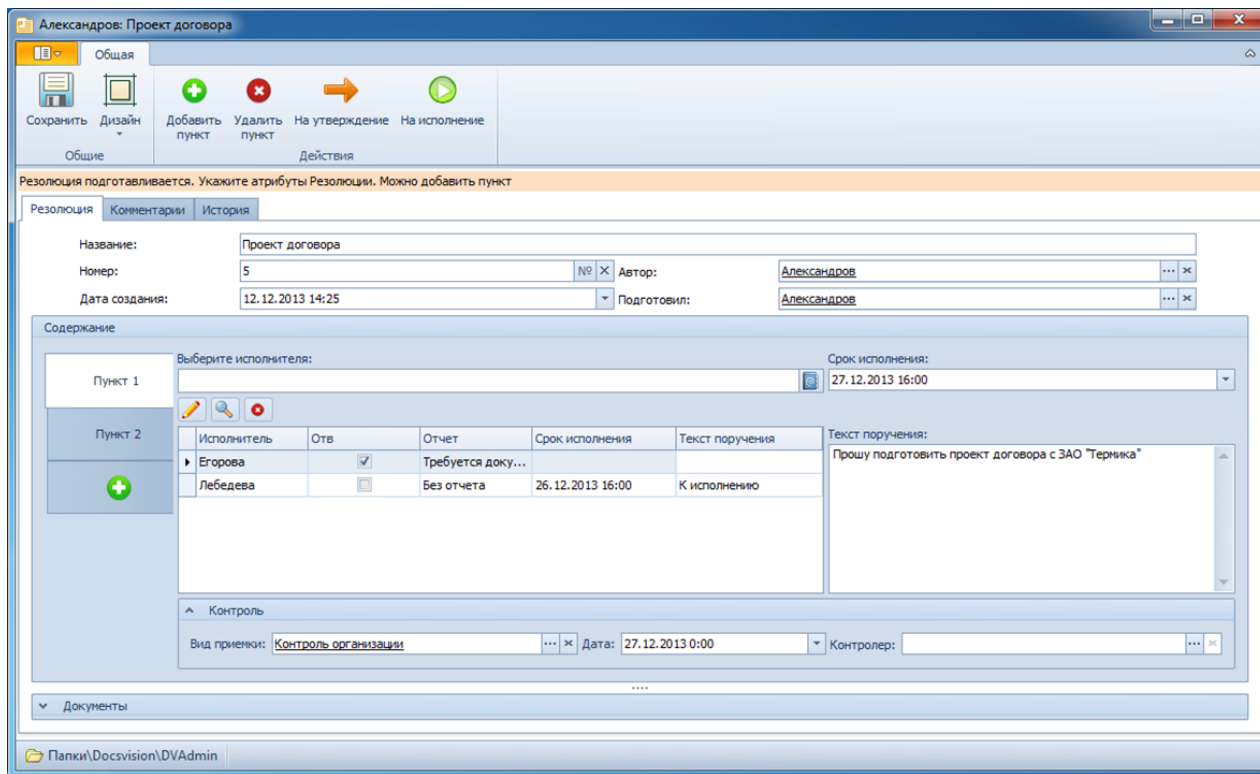 Александров: Проект договора
Общая
Сохранить Дизайн Добавить пункт Удалить пункт На утверждение На исполнение
Общие Действия
Резолюция подготавливается. Укажите атрибуты Резолюции. Можно добавить пункт
Резолюция Комментарии История
Название: Проект договора
Номер: 5 № Автор: Александров
Дата создания: 12.12.2013 14:25 Подготовил: Александров
Содержание
Пункт 1
Пункт 2
Выберите исполнителя: Срок исполнения:
27.12.2013 16:00
Исполнитель Отв Отчет Срок исполнения Текст поручения
Егорова Требуется доку...
Лебедева Без отчета 26.12.2013 16:00 К исполнению
Текст поручения:
Прошу подготовить проект договора с ЗАО "Термика"
Контроль
Вид приемки: Контроль организации Дата: 27.12.2013 0:00 Контролер:
Документы
Папки\Docsvision\DVAdmin